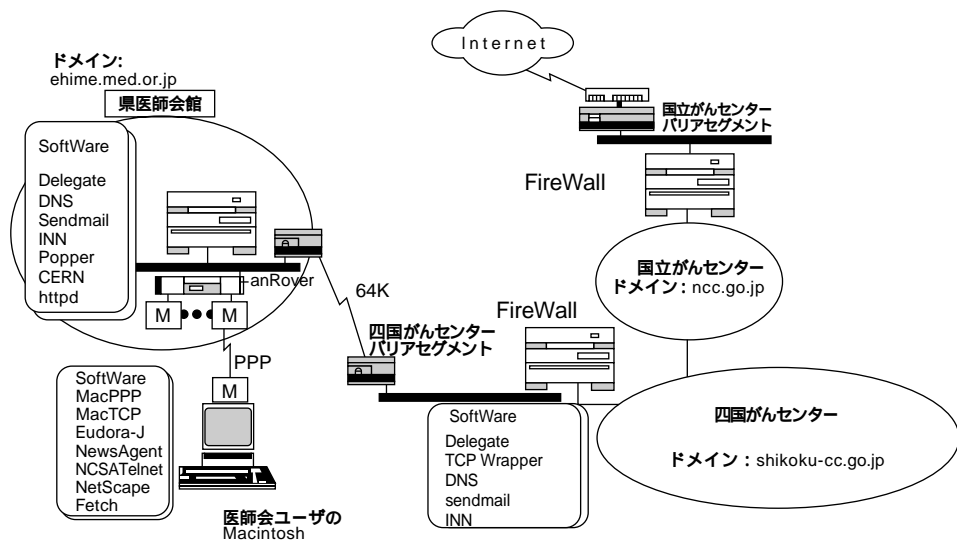 Internet
ドメイン:
ehime.med.or.jp
県医師会館
SoftWare
Delegate
DNS
Sendmail
INN
Popper
CERN
httpd
anRover
M
M
PPP
M
SoftWare
MacPPP
MacTCP
Eudora-J
NewsAgent
NCSATelnet
NetScape
Fetch
医師会ユーザの
Macintosh
64K
四国がんセンター
バリアセグメント
FireWall
SoftWare
Delegate
TCP Wrapper
DNS
sendmail
INN
国立がんセンター
バリアセグメント
FireWall
国立がんセンター
ドメイン：ncc.go.jp
四国がんセンター
ドメイン：shikoku-cc.go.jp